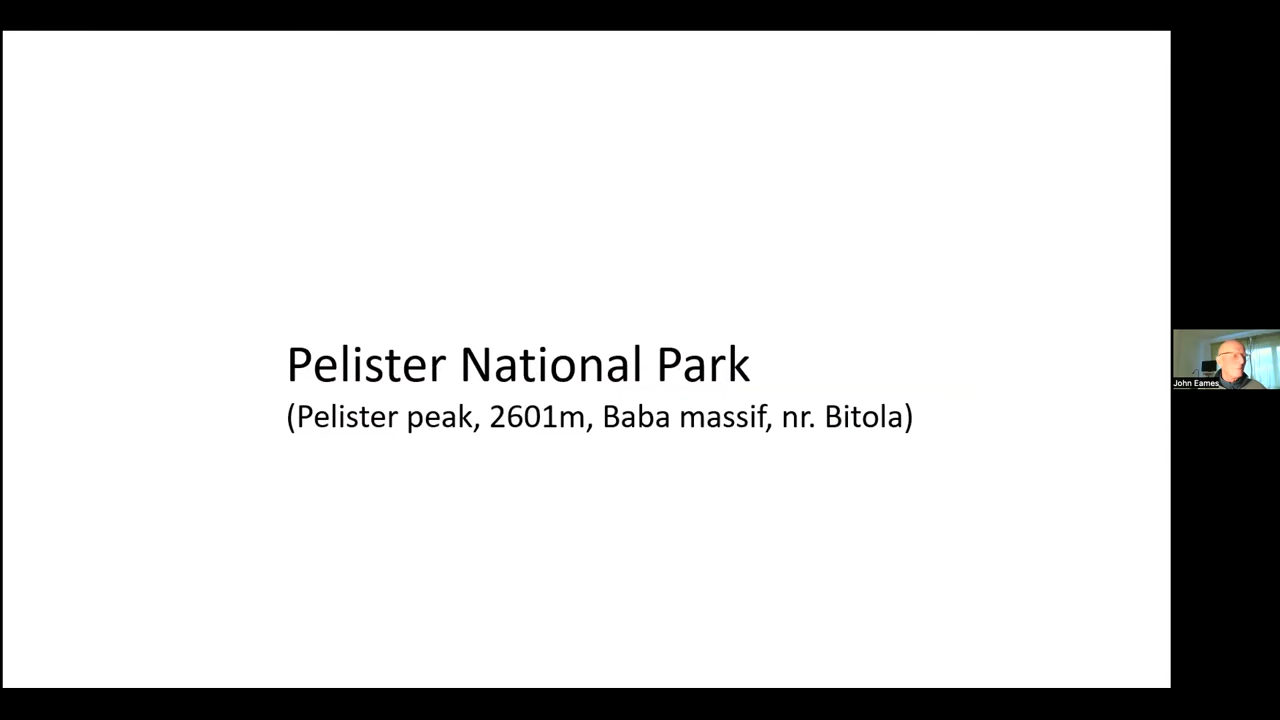 Pelister National Park
(Pelister peak, 2601m, Baba massif, nr. Bitola)
John Eames